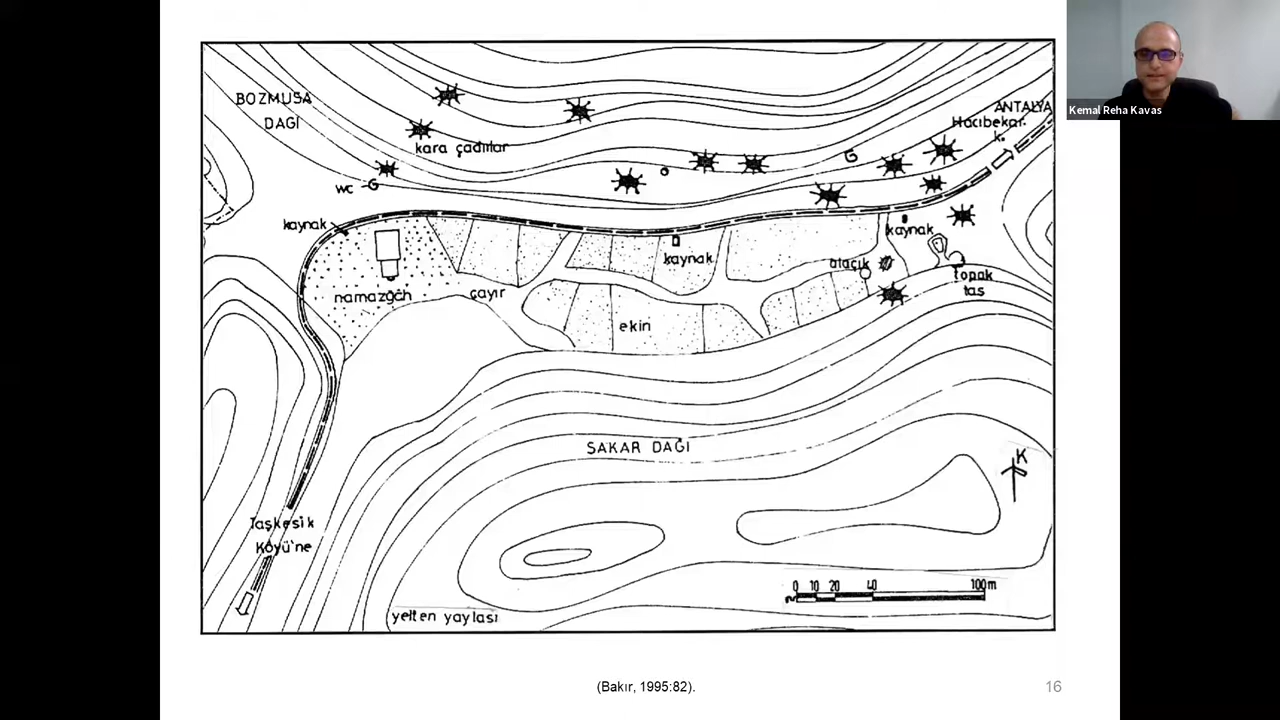 Kemal Reha Kavas
BOZMUSA
DAĞI
ANTALYA
Hacıbekar
k.
kara çadırlar
wc
kaynak
kaynak
kaynak
alaçık
topak
taş
namazgâh
çayır
ekin
ŞAKAR DAĞI
K
Taşkesik
Köyü'ne
0 10 20 40 100m
yelten yaylası
(Bakır, 1995:82).
16